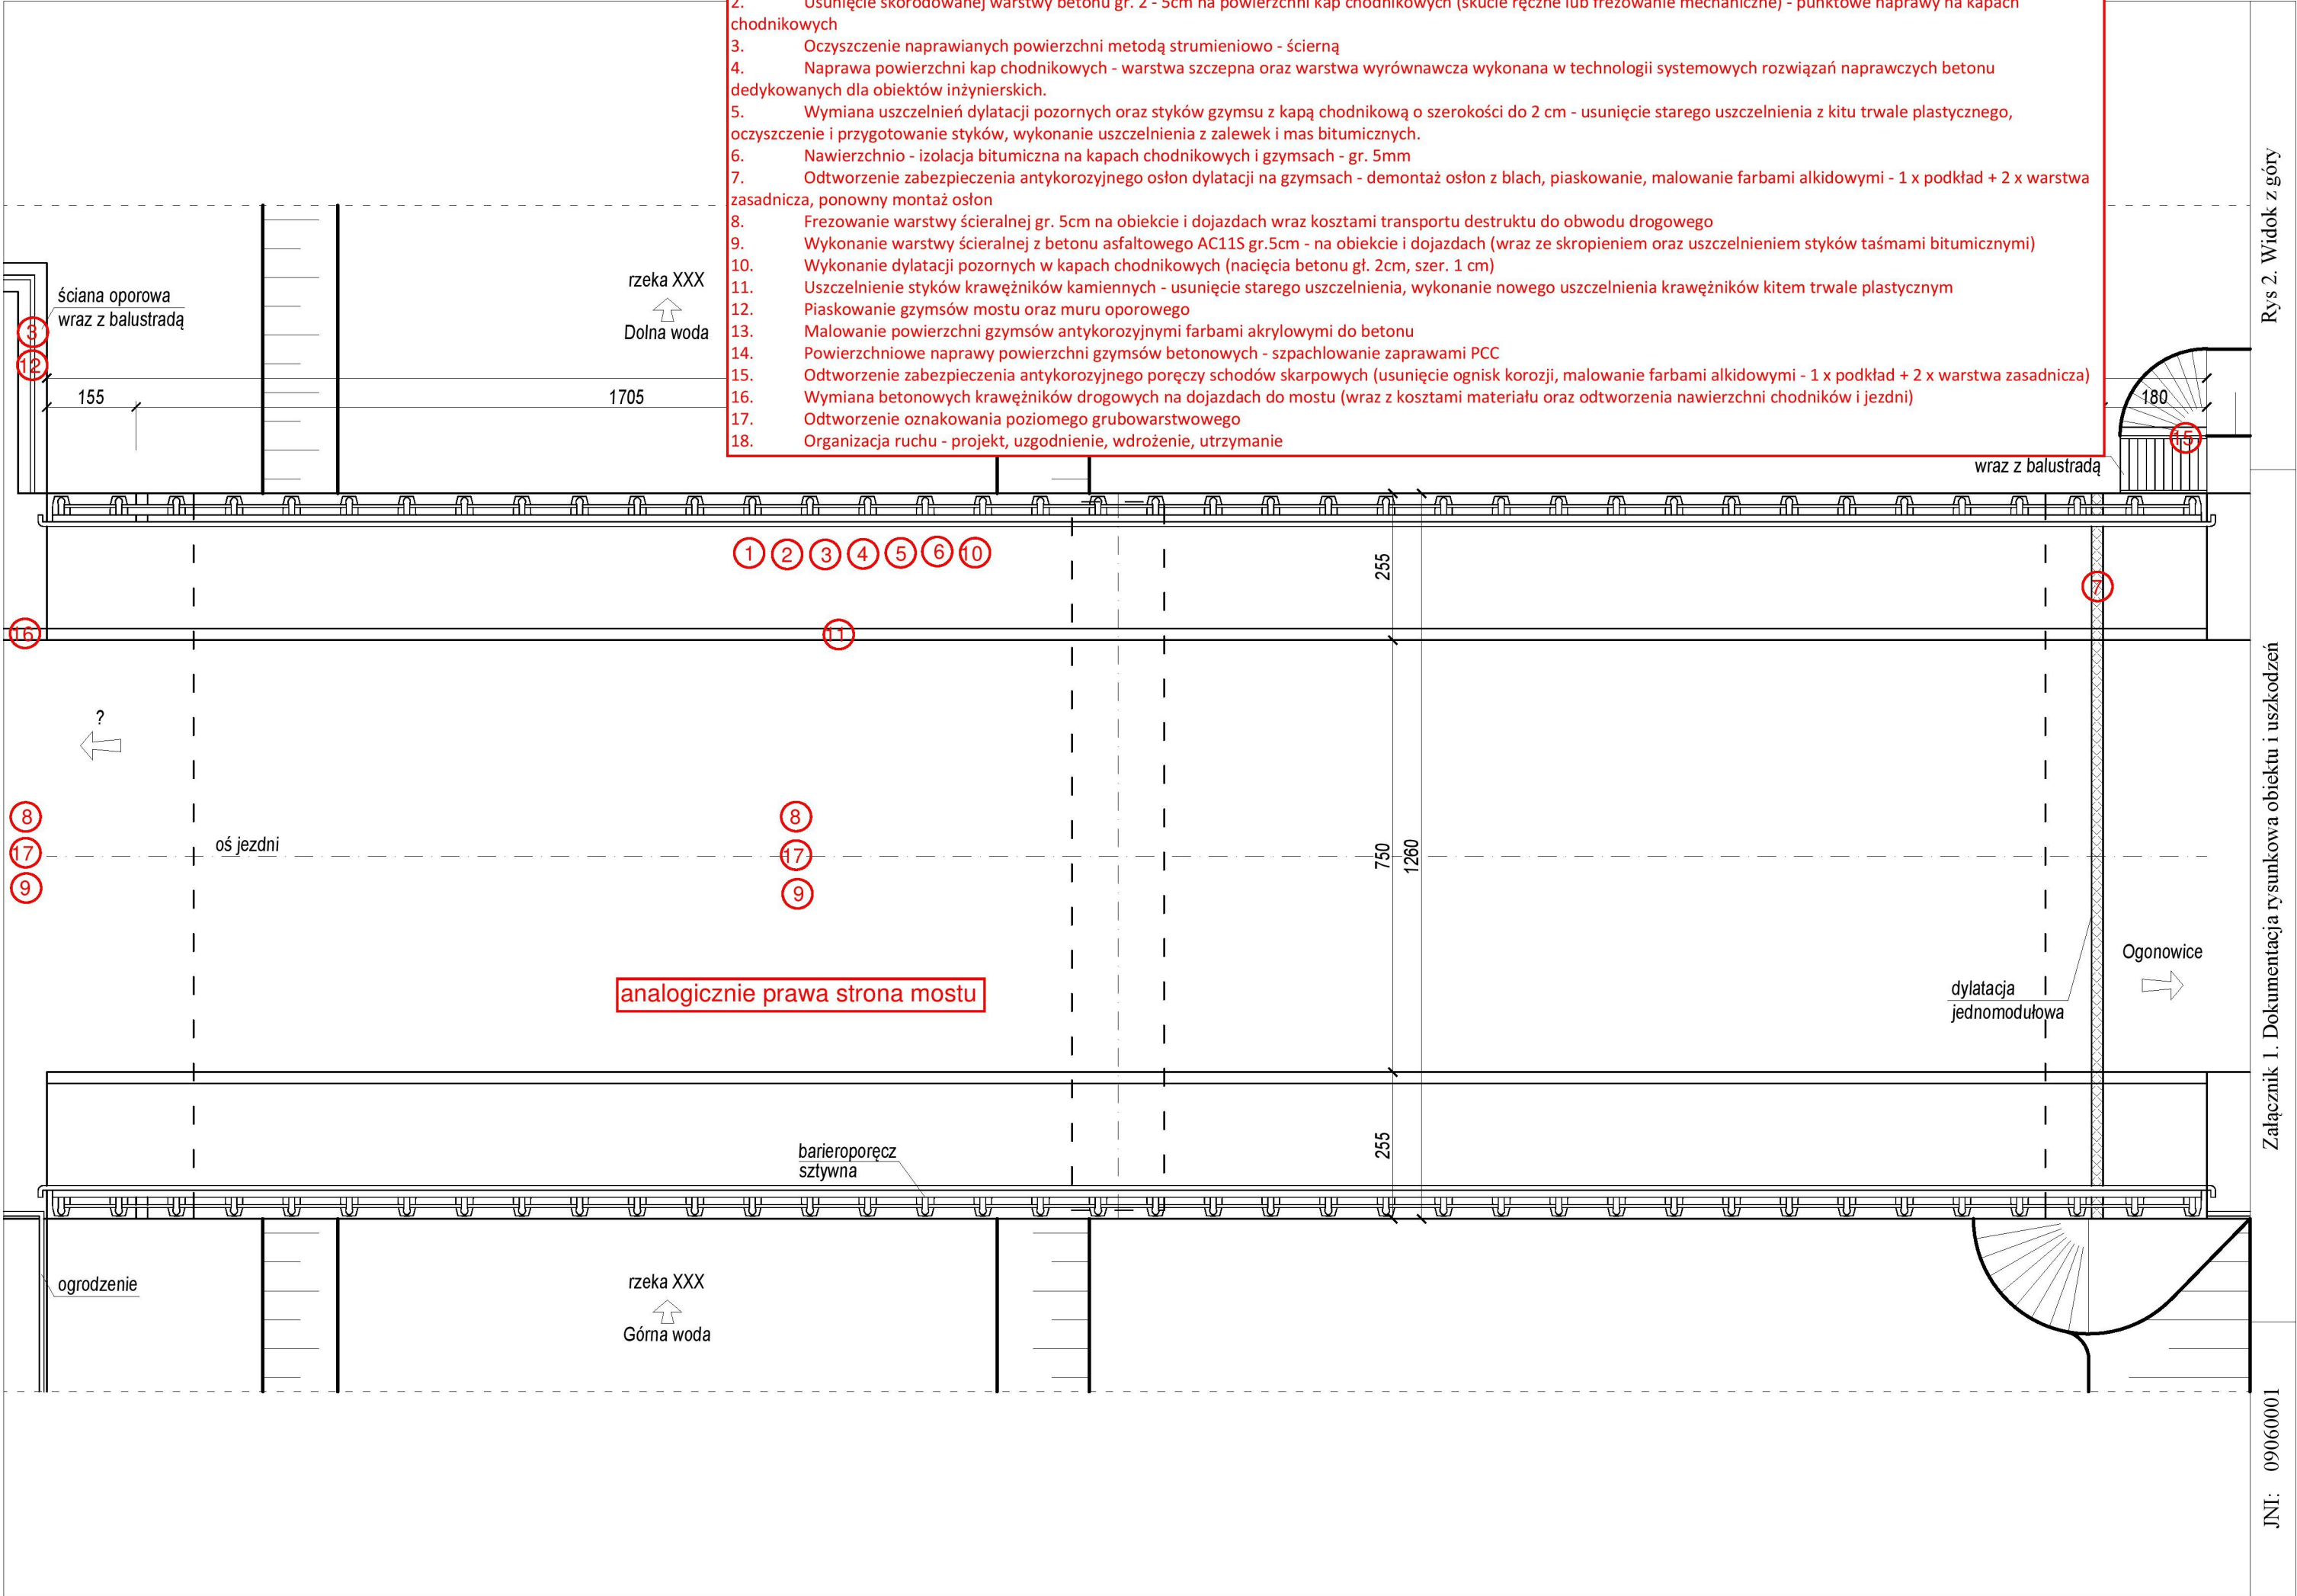 2. Usunięcie skorodowanej warstwy betonu gr. 2 - 5cm na powierzchni kap chodnikowych (skucie ręczne lub frezowanie mechaniczne) - punktowe naprawy na kapach
chodnikowych
3. Oczyszczenie naprawianych powierzchni metodą strumieniowo - ścierną
4. Naprawa powierzchni kap chodnikowych - warstwa szczepna oraz warstwa wyrównawcza wykonana w technologii systemowych rozwiązań naprawczych betonu
dedykowanych dla obiektów inżynierskich.
5. Wymiana uszczelnień dylatacji pozornych oraz styków gzymsu z kapą chodnikową o szerokości do 2 cm - usunięcie starego uszczelnienia z kitu trwale plastycznego,
oczyszczenie i przygotowanie styków, wykonanie uszczelnienia z zalewek i mas bitumicznych.
6. Nawierzchnio - izolacja bitumiczna na kapach chodnikowych i gzymsach - gr. 5mm
7. Odtworzenie zabezpieczenia antykorozyjnego osłon dylatacji na gzymsach - demontaż osłon z blach, piaskowanie, malowanie farbami alkidowymi - 1 x podkład + 2 x warstwa
zasadnicza, ponowny montaż osłon
8. Frezowanie warstwy ścieralnej gr. 5cm na obiekcie i dojazdach wraz kosztami transportu destruktu do obwodu drogowego
9. Wykonanie warstwy ścieralnej z betonu asfaltowego AC11S gr.5cm - na obiekcie i dojazdach (wraz ze skropieniem oraz uszczelnieniem styków taśmami bitumicznymi)
10. Wykonanie dylatacji pozornych w kapach chodnikowych (nacięcia betonu gł. 2cm, szer. 1 cm)
11. Uszczelnienie styków krawężników kamiennych - usunięcie starego uszczelnienia, wykonanie nowego uszczelnienia krawężników kitem trwale plastycznym
12. Piaskowanie gzymsów mostu oraz muru oporowego
13. Malowanie powierzchni gzymsów antykorozyjnymi farbami akrylowymi do betonu
14. Powierzchniowe naprawy powierzchni gzymsów betonowych - szpachlowanie zaprawami PCC
15. Odtworzenie zabezpieczenia antykorozyjnego poręczy schodów skarpowych (usunięcie ognisk korozji, malowanie farbami alkidowymi - 1 x podkład + 2 x warstwa zasadnicza)
16. Wymiana betonowych krawężników drogowych na dojazdach do mostu (wraz z kosztami materiału oraz odtworzenia nawierzchni chodników i jezdni)
17. Odtworzenie oznakowania poziomego grubowarstwowego
18. Organizacja ruchu - projekt, uzgodnienie, wdrożenie, utrzymanie
ściana oporowa
wraz z balustradą
3
12
rzeka XXX
Dolna woda
155
1705
180
15
wraz z balustradą
1 2 3 4 5 6 10
255
7
16
11
?
8
17
9
oś jezdni
8
17
9
750
1260
analogicznie prawa strona mostu
Ogonowice
dylatacja
jednomodułowa
barieroporęcz
sztywna
255
ogrodzenie
rzeka XXX
Górna woda
Rys 2. Widok z góry
Załącznik 1. Dokumentacja rysunkowa obiektu i uszkodzeń
JNI: 09060001